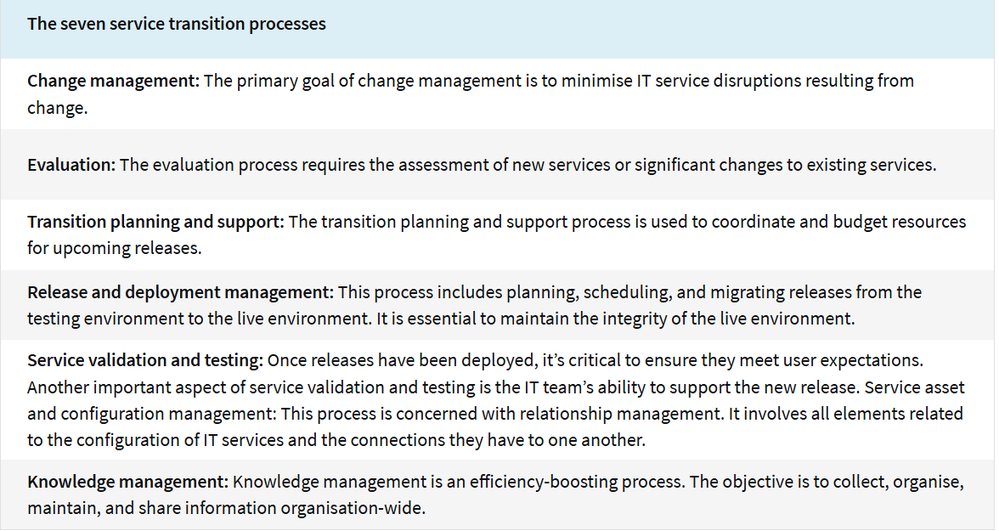 The seven service transition processes
Change management: The primary goal of change management is to minimise IT service disruptions resulting from
change.
Evaluation: The evaluation process requires the assessment of new services or significant changes to existing services.
Transition planning and support: The transition planning and support process is used to coordinate and budget resources
for upcoming releases.
Release and deployment management: This process includes planning, scheduling, and migrating releases from the
testing environment to the live environment. It is essential to maintain the integrity of the live environment.
Service validation and testing: Once releases have been deployed, it’s critical to ensure they meet user expectations.
Another important aspect of service validation and testing is the IT team’s ability to support the new release. Service asset
and configuration management: This process is concerned with relationship management. It involves all elements related
to the configuration of IT services and the connections they have to one another.
Knowledge management: Knowledge management is an efficiency-boosting process. The objective is to collect, organise,
maintain, and share information organisation-wide.